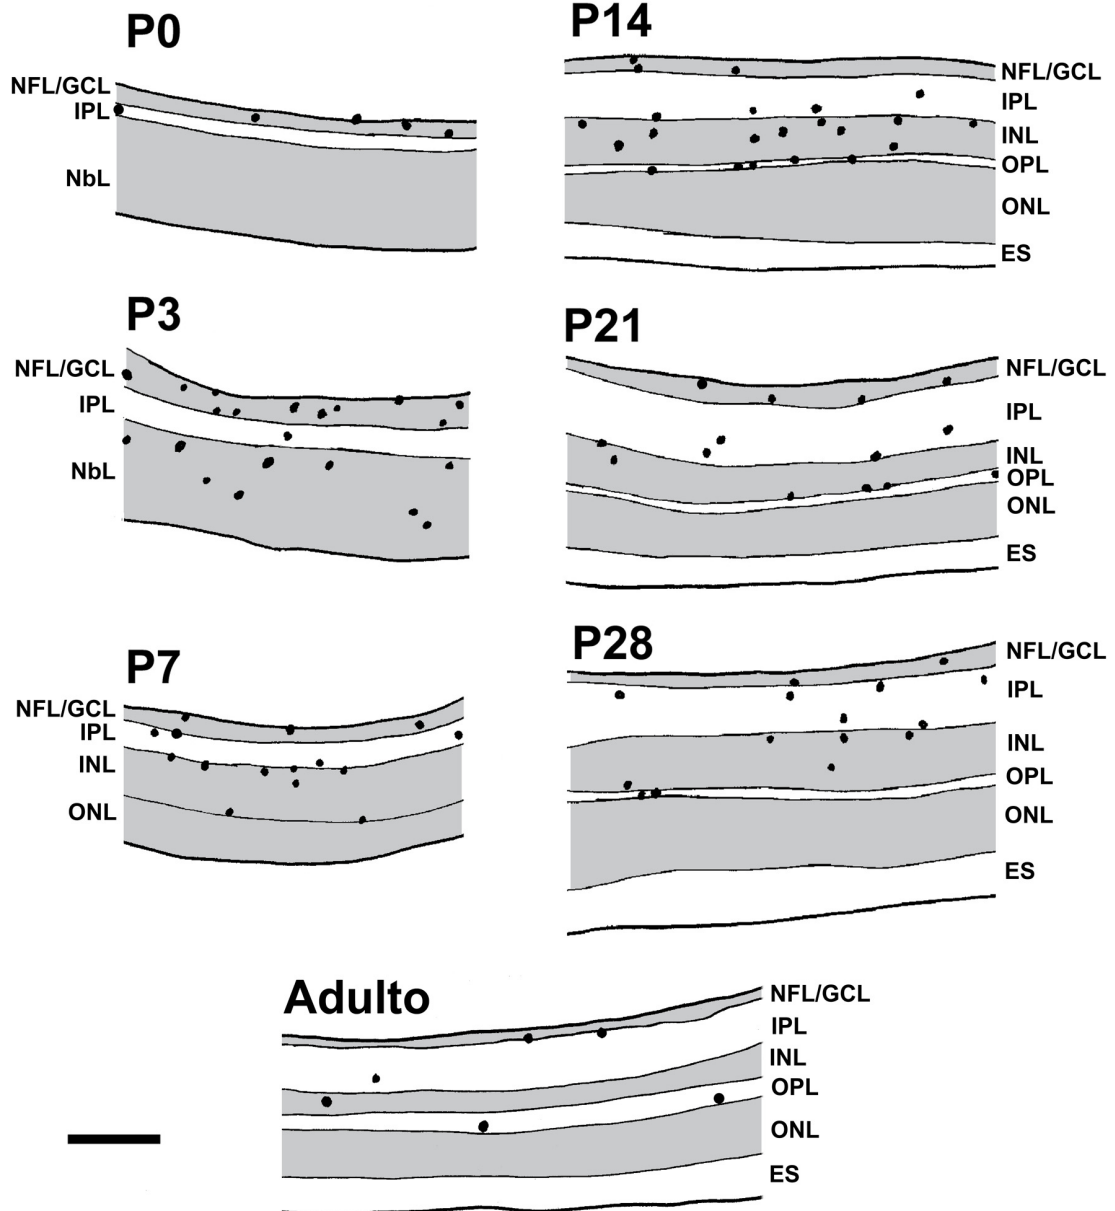 P0
NFL/GCL
IPL
NbL
P14
NFL/GCL
IPL
INL
OPL
ONL
ES
P3
NFL/GCL
IPL
NbL
P21
NFL/GCL
IPL
INL
OPL
ONL
ES
P7
NFL/GCL
IPL
INL
ONL
P28
NFL/GCL
IPL
INL
OPL
ONL
ES
Adulto
NFL/GCL
IPL
INL
OPL
ONL
ES